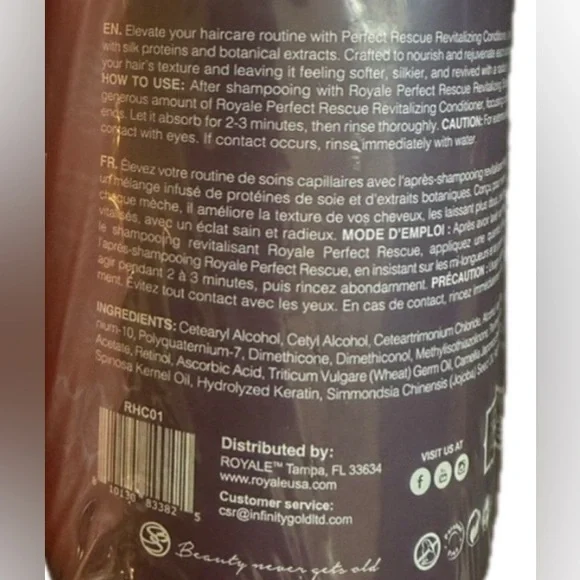 EN. Elevate your haircare routine with Perfect Rescue Revitalizing Conditioner,
with silk proteins and botanical extracts. Crafted to nourish and rejuvenate
your hair's texture and leaving it feeling softer, silkier, and revived with a
HOW TO USE: After shampooing with Royale Perfect Rescue Revitalizing
generous amount of Royale Perfect Rescue Revitalizing Conditioner,
ends. Let it absorb for 2-3 minutes, then rinse thoroughly. CAUTION: For
contact with eyes. If contact occurs, rinse immediately with water.
FR. Élevez votre routine de soins capillaires avec l'après-shampooing
un mélange infusé de protéines de soie et d'extraits botaniques. Conçu pour
chaque mèche, il améliore la texture de vos cheveux, les laissant plus
vitalisés, avec un éclat sain et radieux. MODE D'EMPLOI : Après avoir
le shampooing revitalisant Royale Perfect Rescue, appliquez une
l'après-shampooing Royale Perfect Rescue, en insistant sur les mi-longueurs
agir pendant 2 à 3 minutes, puis rincez abondamment. PRÉCAUTION :
ment. Évitez tout contact avec les yeux. En cas de contact, rincez
INGREDIENTS: Cetearyl Alcohol, Cetyl Alcohol, Ceteartrimonium Chloride,
nium-10, Polyquaternium-7, Dimethicone, Dimethiconol, Methylisothiazolinone,
Acetate, Retinol, Ascorbic Acid, Triticum Vulgare (Wheat) Germ Oil, Camellia
Spinosa Kernel Oil, Hydrolyzed Keratin, Simmondsia Chinensis (Jojoba) Seed
RHC01
8 10130 83382 5
Distributed by:
ROYALE™ Tampa, FL 33634
www.royaleusa.com
Customer service:
csr@infinitygoldltd.com
VISIT US AT
f
Beauty never gets old